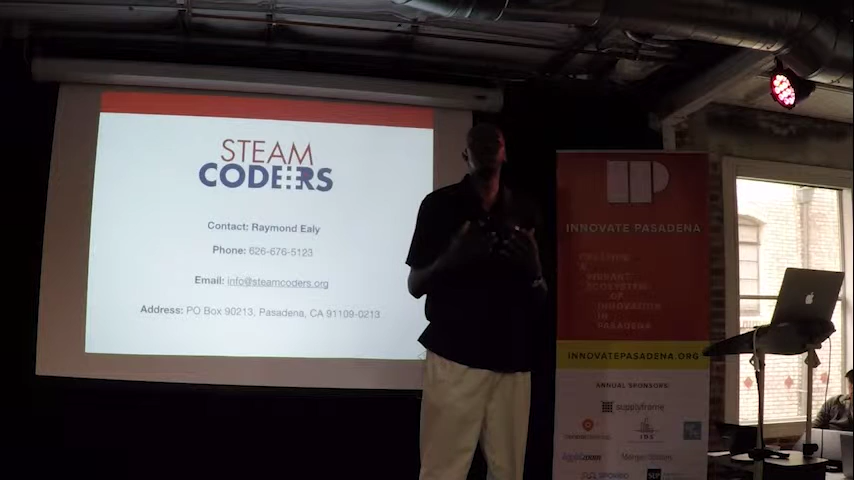 STEAM
CODERS
Contact: Raymond Ealy
Phone: 626-676-5123
Email: info@steamcoders.org
Address: PO Box 90213, Pasadena, CA 91109-0213
IP
INNOVATE PASADENA
CREATING
A
VIBRANT
ECOSYSTEM
OF
INNOVATION
IN
PASADENA
INNOVATEPASADENA.ORG
ANNUAL SPONSORS:
supplyframe